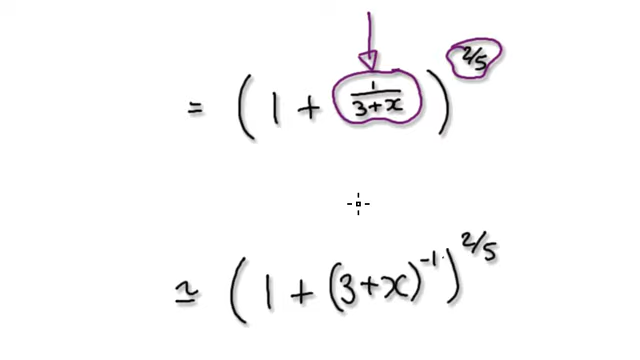 = (1 + 1/(3+x))^2/5
≃ (1 + (3+x)^-1)^2/5